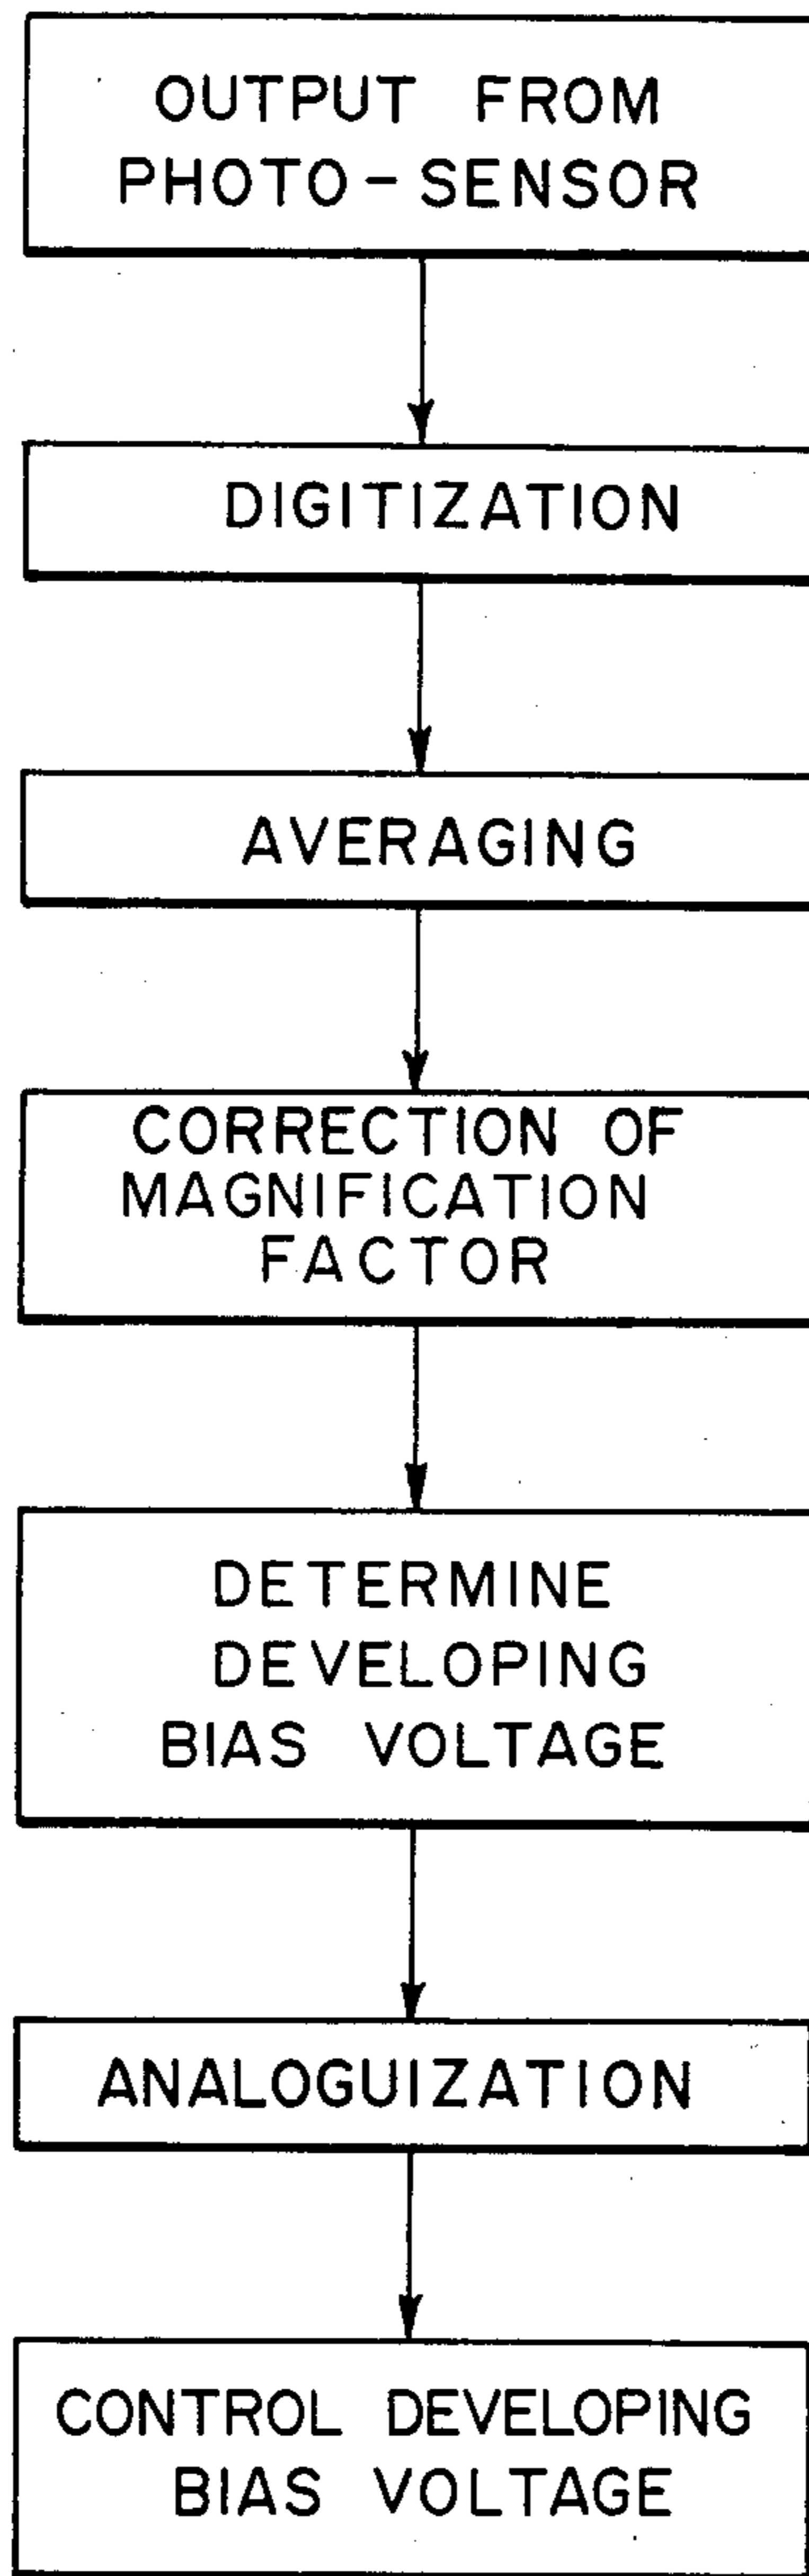 OUTPUT FROM
PHOTO-SENSOR
DIGITIZATION
AVERAGING
CORRECTION OF
MAGNIFICATION
FACTOR
DETERMINE
DEVELOPING
BIAS VOLTAGE
ANALOGUIZATION
CONTROL DEVELOPING
BIAS VOLTAGE